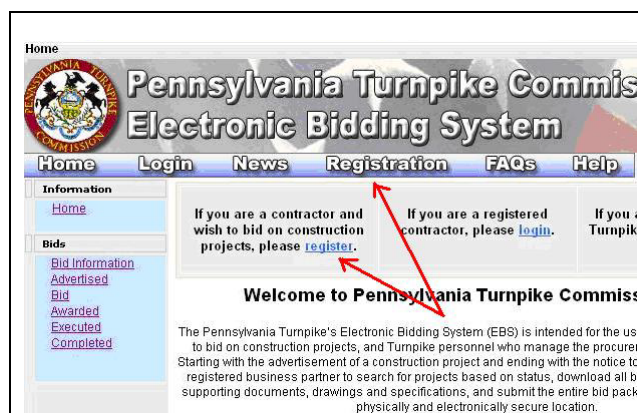 Home
PENNSYLVANIA TURNPIKE
COMMISSION
Pennsylvania Turnpike Commis
Electronic Bidding System
Home Login News Registration FAQs Help
Information
Home
Bids
Bid Information
Advertised
Bid
Awarded
Executed
Completed
If you are a contractor and
wish to bid on construction
projects, please register.
If you are a registered
contractor, please login.
If you a
Turnpik
Welcome to Pennsylvania Turnpike Commiss
The Pennsylvania Turnpike's Electronic Bidding System (EBS) is intended for the us
to bid on construction projects, and Turnpike personnel who manage the procure
Starting with the advertisement of a construction project and ending with the notice to
registered business partner to search for projects based on status, download all b
supporting documents, drawings and specifications, and submit the entire bid pack
physically and electronically secure location.